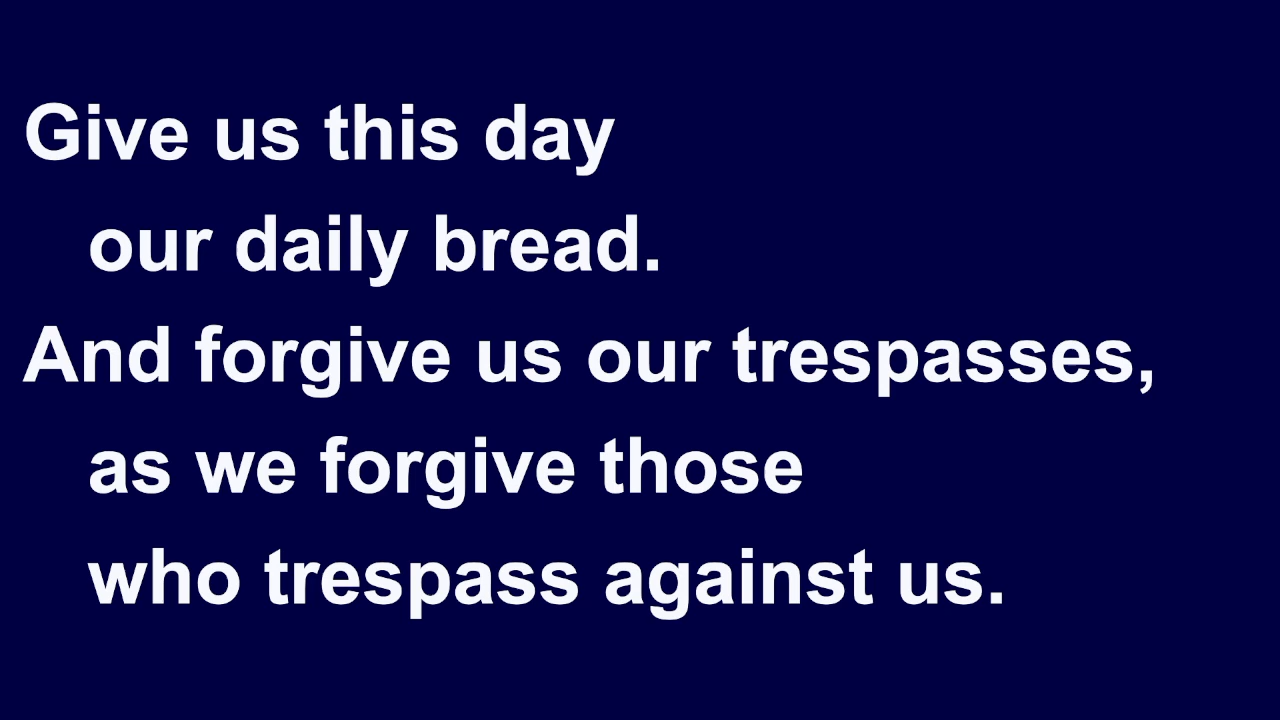 Give us this day
our daily bread.
And forgive us our trespasses,
as we forgive those
who trespass against us.